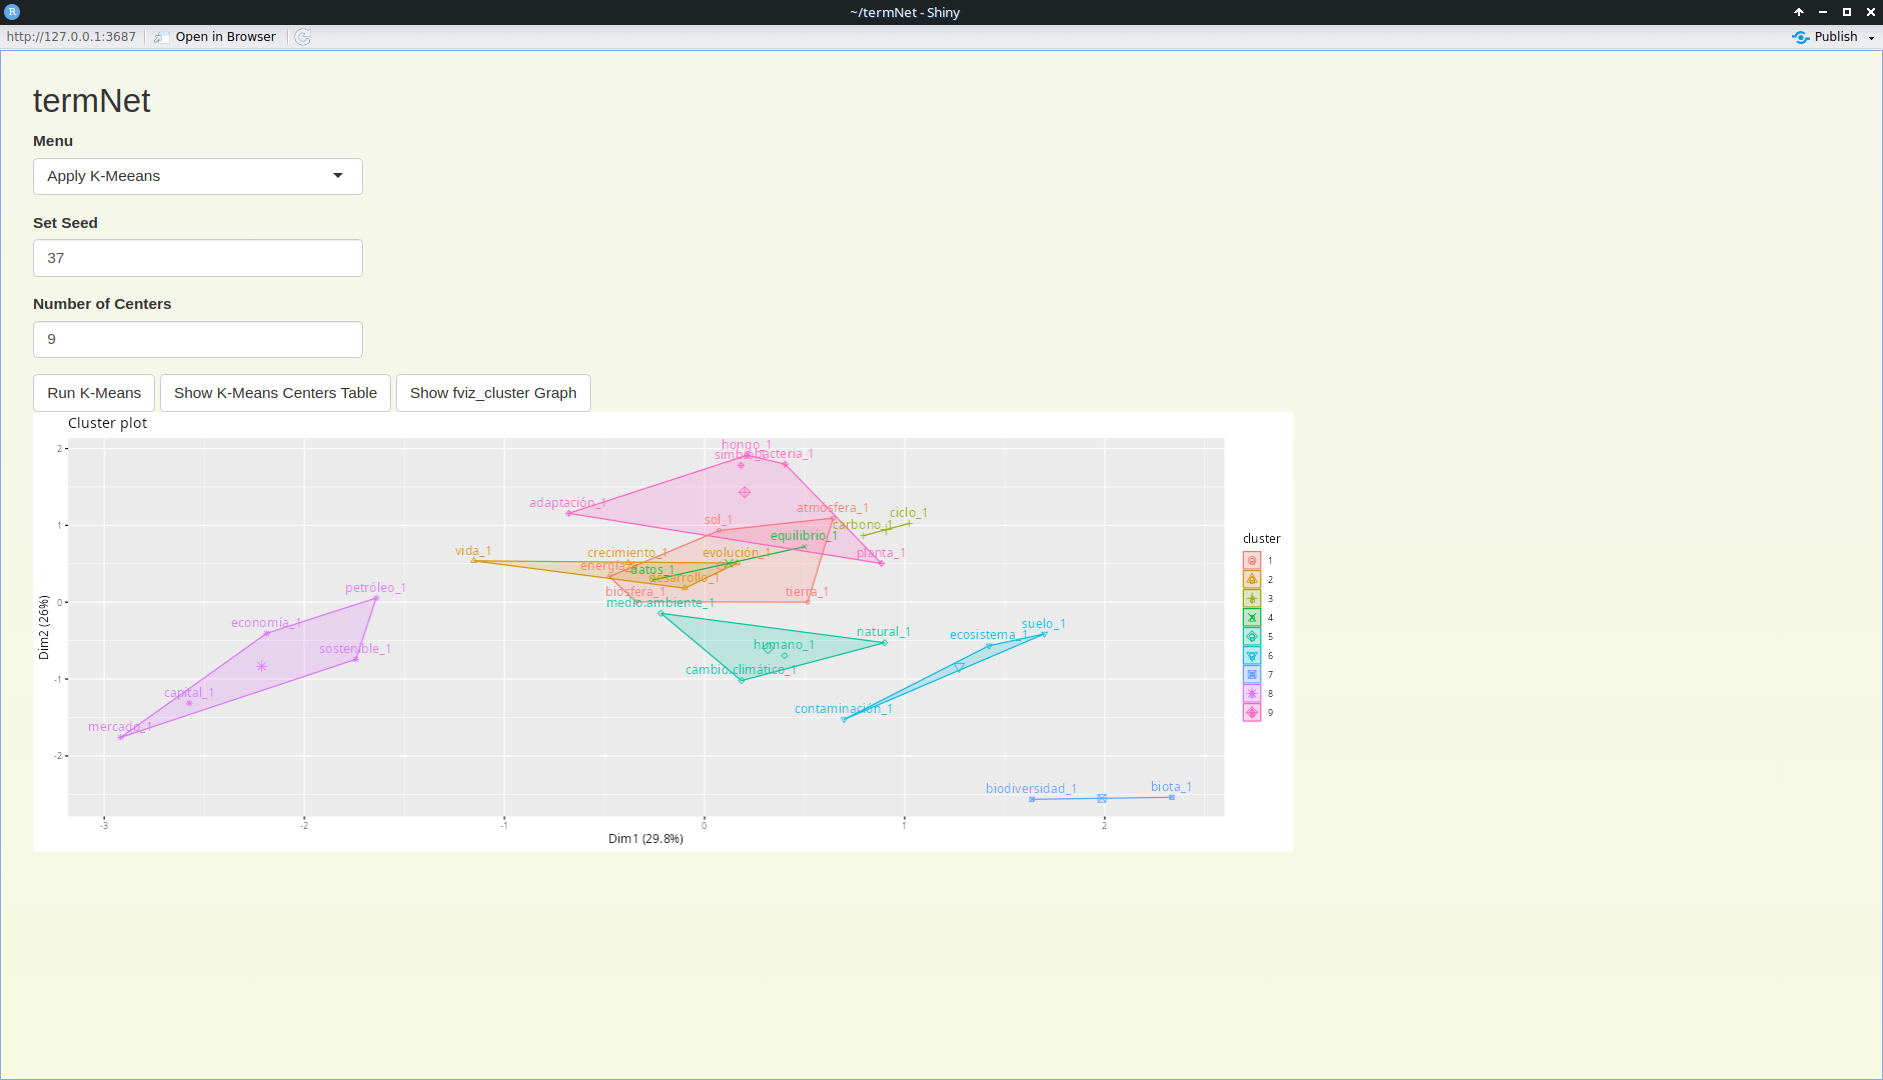 ~/termNet - Shiny
http://127.0.0.1:3687
Open in Browser
Publish
termNet
Menu
Apply K-Meeans
Set Seed
37
Number of Centers
9
Run K-Means
Show K-Means Centers Table
Show fviz_cluster Graph
Cluster plot
hongo_1
bacteria_1
adaptación_1
atmosfera_1
ciclo_1
sol_1
carbono_1
equilibrio_1
vida_1
crecimiento_1
evolución_1
planta_1
datos_1
desarrollo_1
petróleo_1
biosfera_1
tierra_1
medio.ambiente_1
economía_1
suelo_1
natural_1
ecosistema_1
sostenible_1
humano_1
cambio.climático_1
capital_1
contaminación_1
mercado_1
biodiversidad_1
biota_1
2
1
0
-1
-2
Dim2 (26%)
-3
-2
-1
0
1
2
Dim1 (29.8%)
cluster
1
2
3
4
5
6
7
8
9